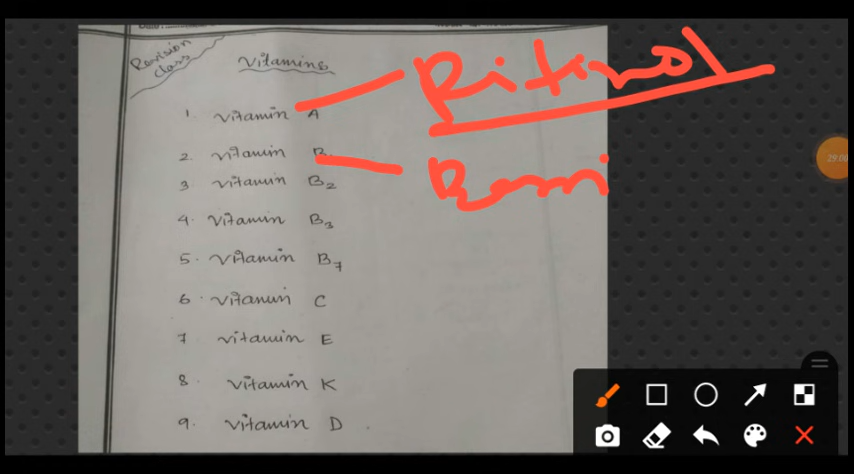 Revision
Class
Vitamins
1. Vitamin A Ritinol
2. Vitamin B
3 Vitamin B2
4. Vitamin B3
5. Vitamin B7
6. Vitamin C
7 Vitamin E
8. Vitamin K
9. Vitamin D.
29:00